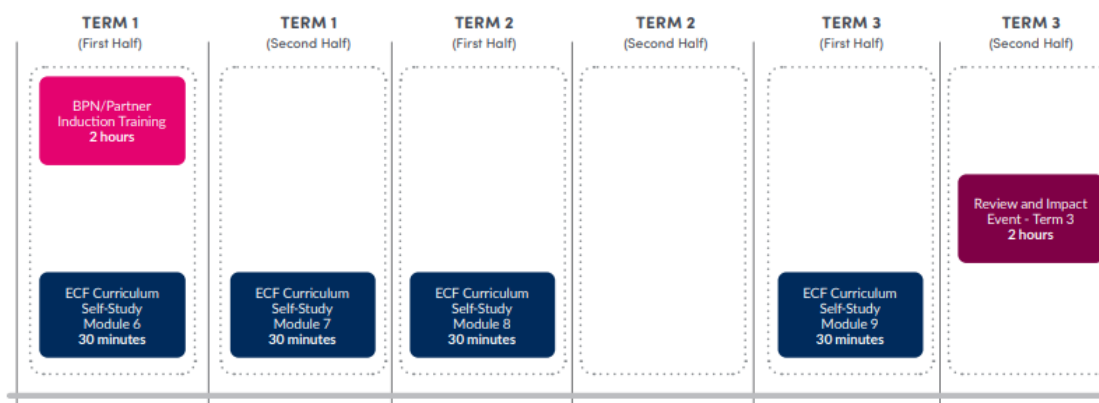 TERM 1
(First Half)
TERM 1
(Second Half)
TERM 2
(First Half)
TERM 2
(Second Half)
TERM 3
(First Half)
TERM 3
(Second Half)
BPN/Partner
Induction Training
2 hours
Review and Impact
Event - Term 3
2 hours
ECF Curriculum
Self-Study
Module 6
30 minutes
ECF Curriculum
Self-Study
Module 7
30 minutes
ECF Curriculum
Self-Study
Module 8
30 minutes
ECF Curriculum
Self-Study
Module 9
30 minutes